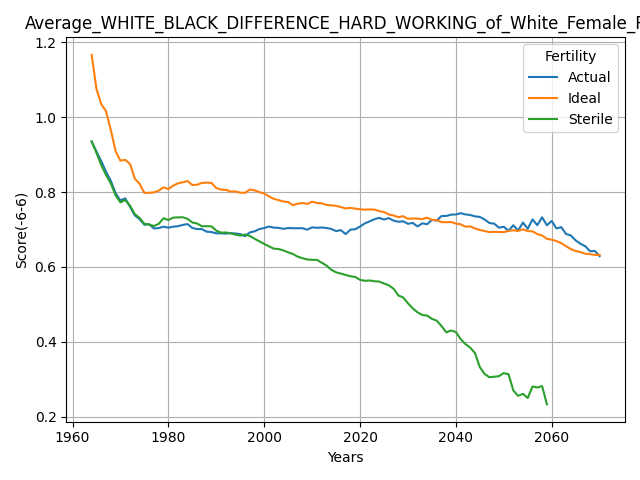 Average_WHITE_BLACK_DIFFERENCE_HARD_WORKING_of_White_Female_
Fertility
Actual
Ideal
Sterile
Score(-6-6)
1.2
1.0
0.8
0.6
0.4
0.2
1960
1980
2000
2020
2040
2060
Years